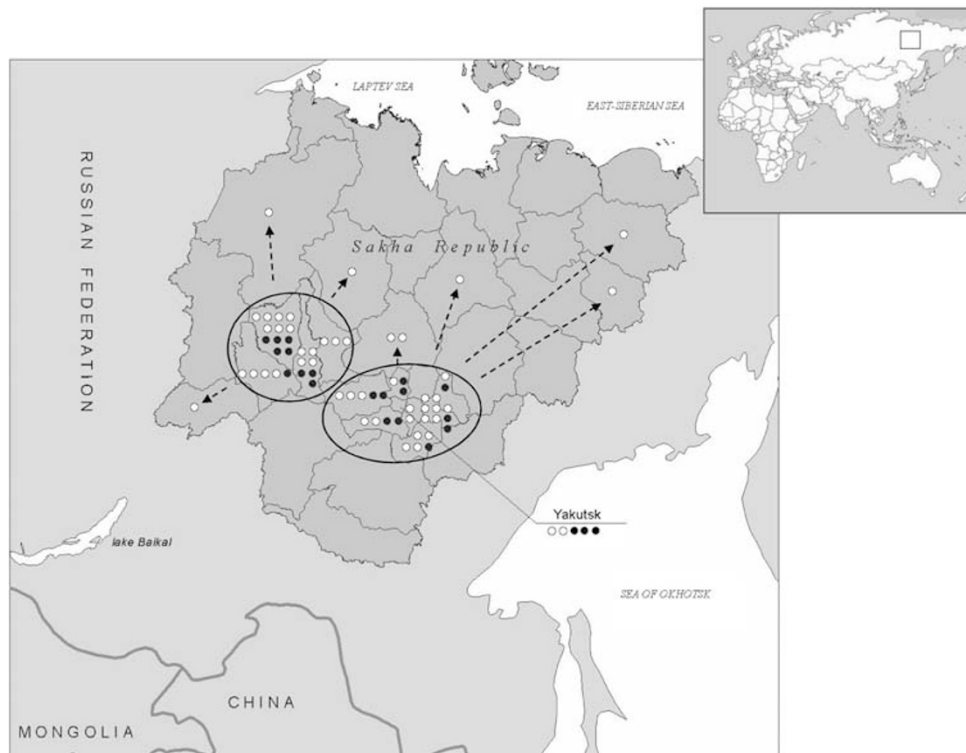 LAPTEV SEA
EAST-SIBERIAN SEA
RUSSIAN FEDERATION
Sakha Republic
Yakutsk
lake Baikal
SEA OF OKHOTSK
CHINA
MONGOLIA